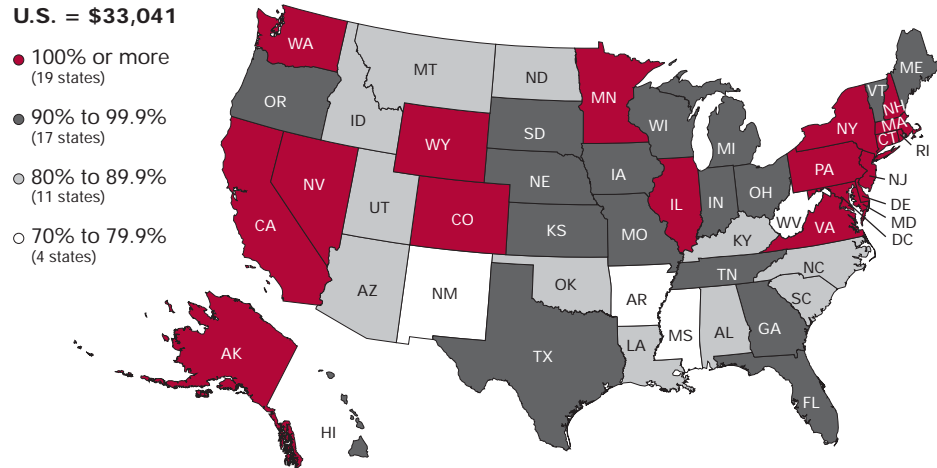 U.S. = $33,041
100% or more
(19 states)
90% to 99.9%
(17 states)
80% to 89.9%
(11 states)
70% to 79.9%
(4 states)
WA
MT
ND
MN
ME
VT
NH
OR
ID
SD
WI
MI
NY
MA
CT
RI
WY
NE
IA
PA
NJ
NV
UT
CO
IL
IN
OH
DE
MD
DC
CA
KS
MO
WV
VA
KY
AZ
NM
OK
TN
NC
AR
SC
MS
AL
GA
LA
TX
AK
FL
HI